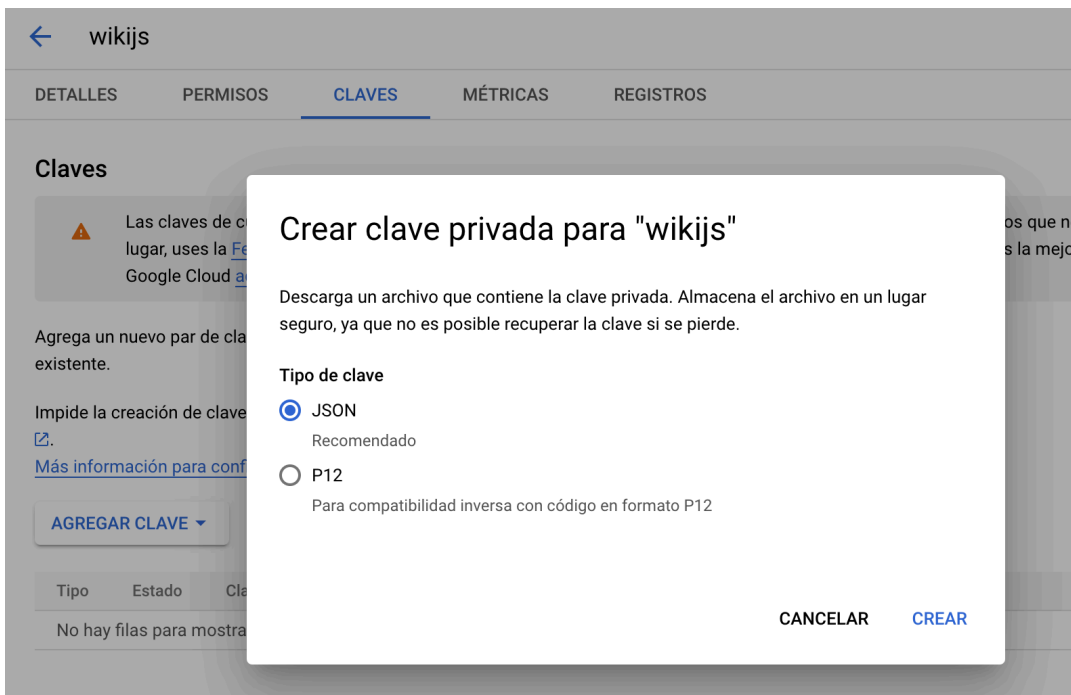 wikijs
DETALLES PERMISOS CLAVES MÉTRICAS REGISTROS
Claves
Las claves de
lugar, uses la
Google Cloud
os que
la mejo
Agrega un nuevo par de
existente.
Impide la creación de clave
Más información para
AGREGAR CLAVE
Tipo Estado
No hay filas para
Crear clave privada para "wikijs"
Descarga un archivo que contiene la clave privada. Almacena el archivo en un lugar
seguro, ya que no es posible recuperar la clave si se pierde.
Tipo de clave
JSON
Recomendado
P12
Para compatibilidad inversa con código en formato P12
CANCELAR CREAR